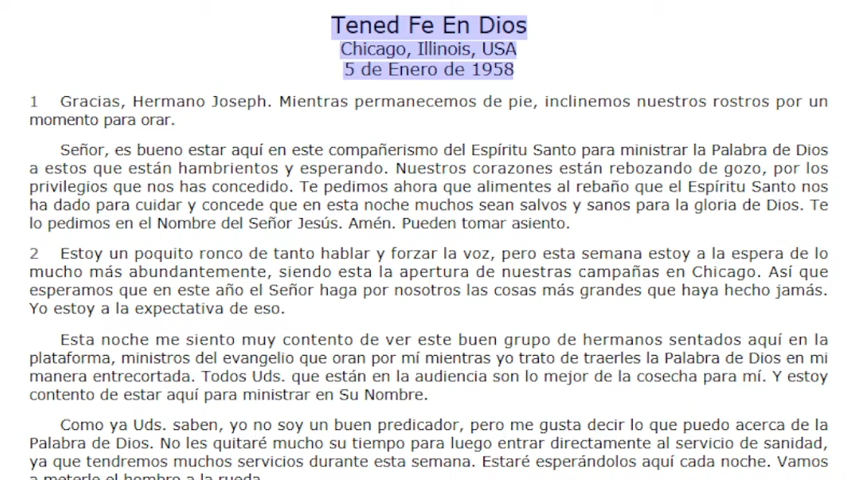 Tened Fe En Dios
Chicago, Illinois, USA
5 de Enero de 1958
1 Gracias, Hermano Joseph. Mientras permanecemos de pie, inclinemos nuestros rostros por un
momento para orar.
Señor, es bueno estar aquí en este compañerismo del Espíritu Santo para ministrar la Palabra de Dios
a estos que están hambrientos y esperando. Nuestros corazones están rebozando de gozo, por los
privilegios que nos has concedido. Te pedimos ahora que alimentes al rebaño que el Espíritu Santo nos
ha dado para cuidar y concede que en esta noche muchos sean salvos y sanos para la gloria de Dios. Te
lo pedimos en el Nombre del Señor Jesús. Amén. Pueden tomar asiento.
2 Estoy un poquito ronco de tanto hablar y forzar la voz, pero esta semana estoy a la espera de lo
mucho más abundantemente, siendo esta la apertura de nuestras campañas en Chicago. Así que
esperamos que en este año el Señor haga por nosotros las cosas más grandes que haya hecho jamás.
Yo estoy a la expectativa de eso.
Esta noche me siento muy contento de ver este buen grupo de hermanos sentados aquí en la
plataforma, ministros del evangelio que oran por mí mientras yo trato de traerles la Palabra de Dios en mi
manera entrecortada. Todos Uds. que están en la audiencia son lo mejor de la cosecha para mí. Y estoy
contento de estar aquí para ministrar en Su Nombre.
Como ya Uds. saben, yo no soy un buen predicador, pero me gusta decir lo que puedo acerca de la
Palabra de Dios. No les quitaré mucho su tiempo para luego entrar directamente al servicio de sanidad,
ya que tendremos muchos servicios durante esta semana. Estaré esperándolos aquí cada noche. Vamos
a meterle el hombro a la rueda.